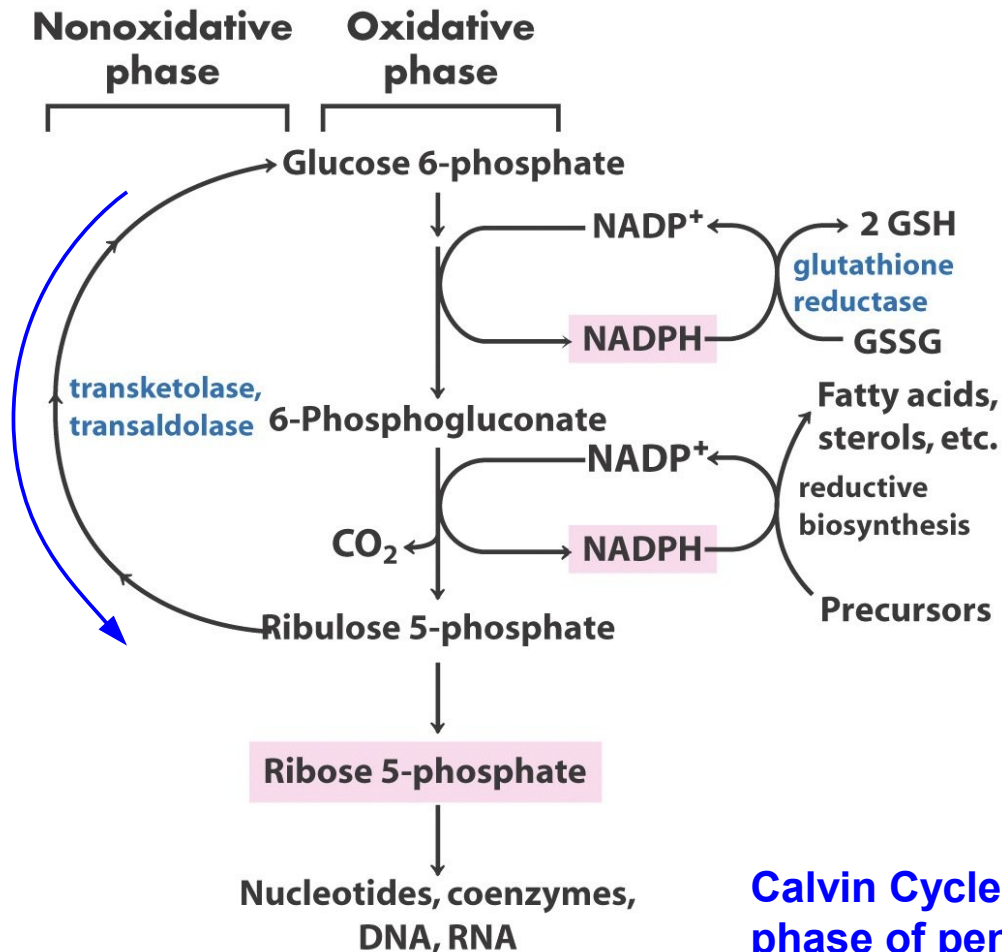 Nonoxidative
phase
Oxidative
phase
Glucose 6-phosphate
NADP⁺
2 GSH
glutathione
reductase
NADPH
GSSG
transketolase,
transaldolase
6-Phosphogluconate
Fatty acids,
sterols, etc.
NADP⁺
reductive
biosynthesis
CO₂
NADPH
Precursors
Ribulose 5-phosphate
Ribose 5-phosphate
Nucleotides, coenzymes,
DNA, RNA
Calvin Cycle
phase of